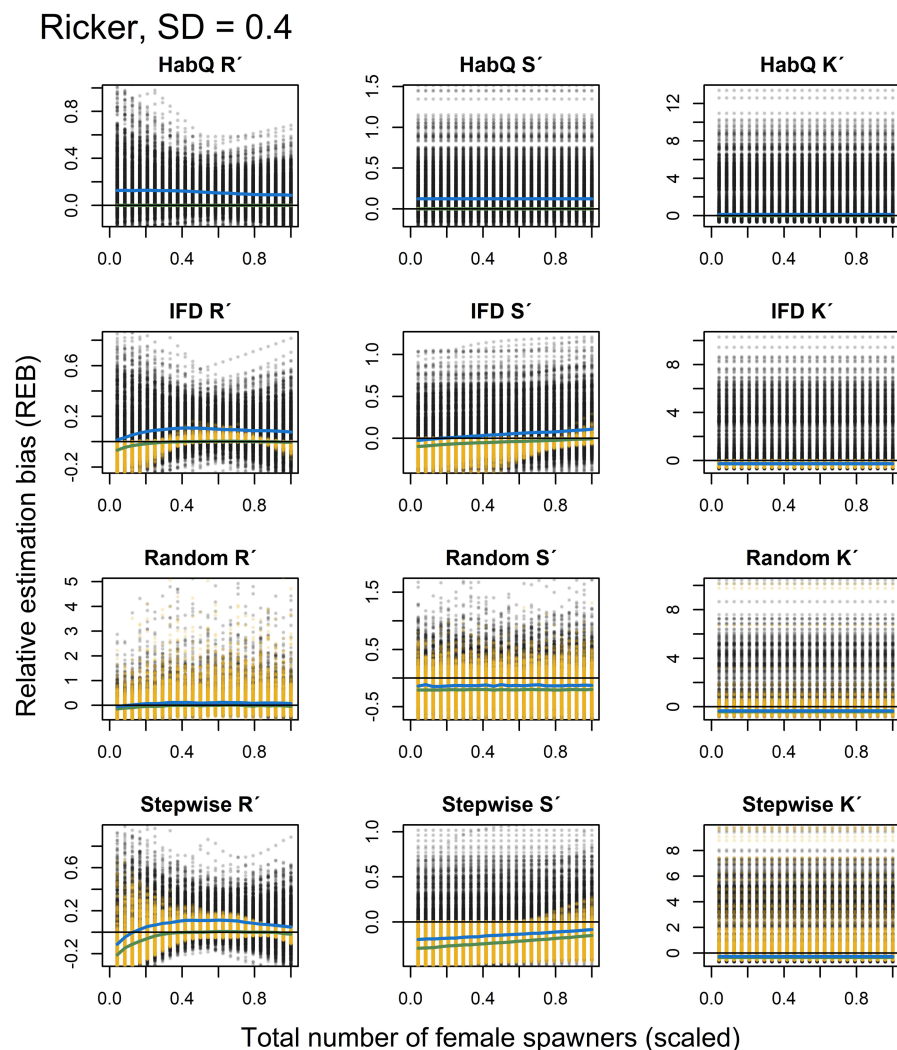 Ricker, SD = 0.4
HabQ R´
HabQ S´
HabQ K´
0.0 0.4 0.8
0.0 0.5 1.0 1.5
0 4 8 12
0.0 0.4 0.8
0.0 0.4 0.8
0.0 0.4 0.8
IFD R´
IFD S´
IFD K´
-0.2 0.2 0.6
0.0 0.5 1.0
0 4 8
0.0 0.4 0.8
0.0 0.4 0.8
0.0 0.4 0.8
Relative estimation bias (REB)
Random R´
Random S´
Random K´
0 1 2 3 4 5
-0.5 0.5 1.5
0 4 8
0.0 0.4 0.8
0.0 0.4 0.8
0.0 0.4 0.8
Stepwise R´
Stepwise S´
Stepwise K´
-0.2 0.2 0.6
0.0 0.5 1.0
0 2 4 6 8
0.0 0.4 0.8
0.0 0.4 0.8
0.0 0.4 0.8
Total number of female spawners (scaled)